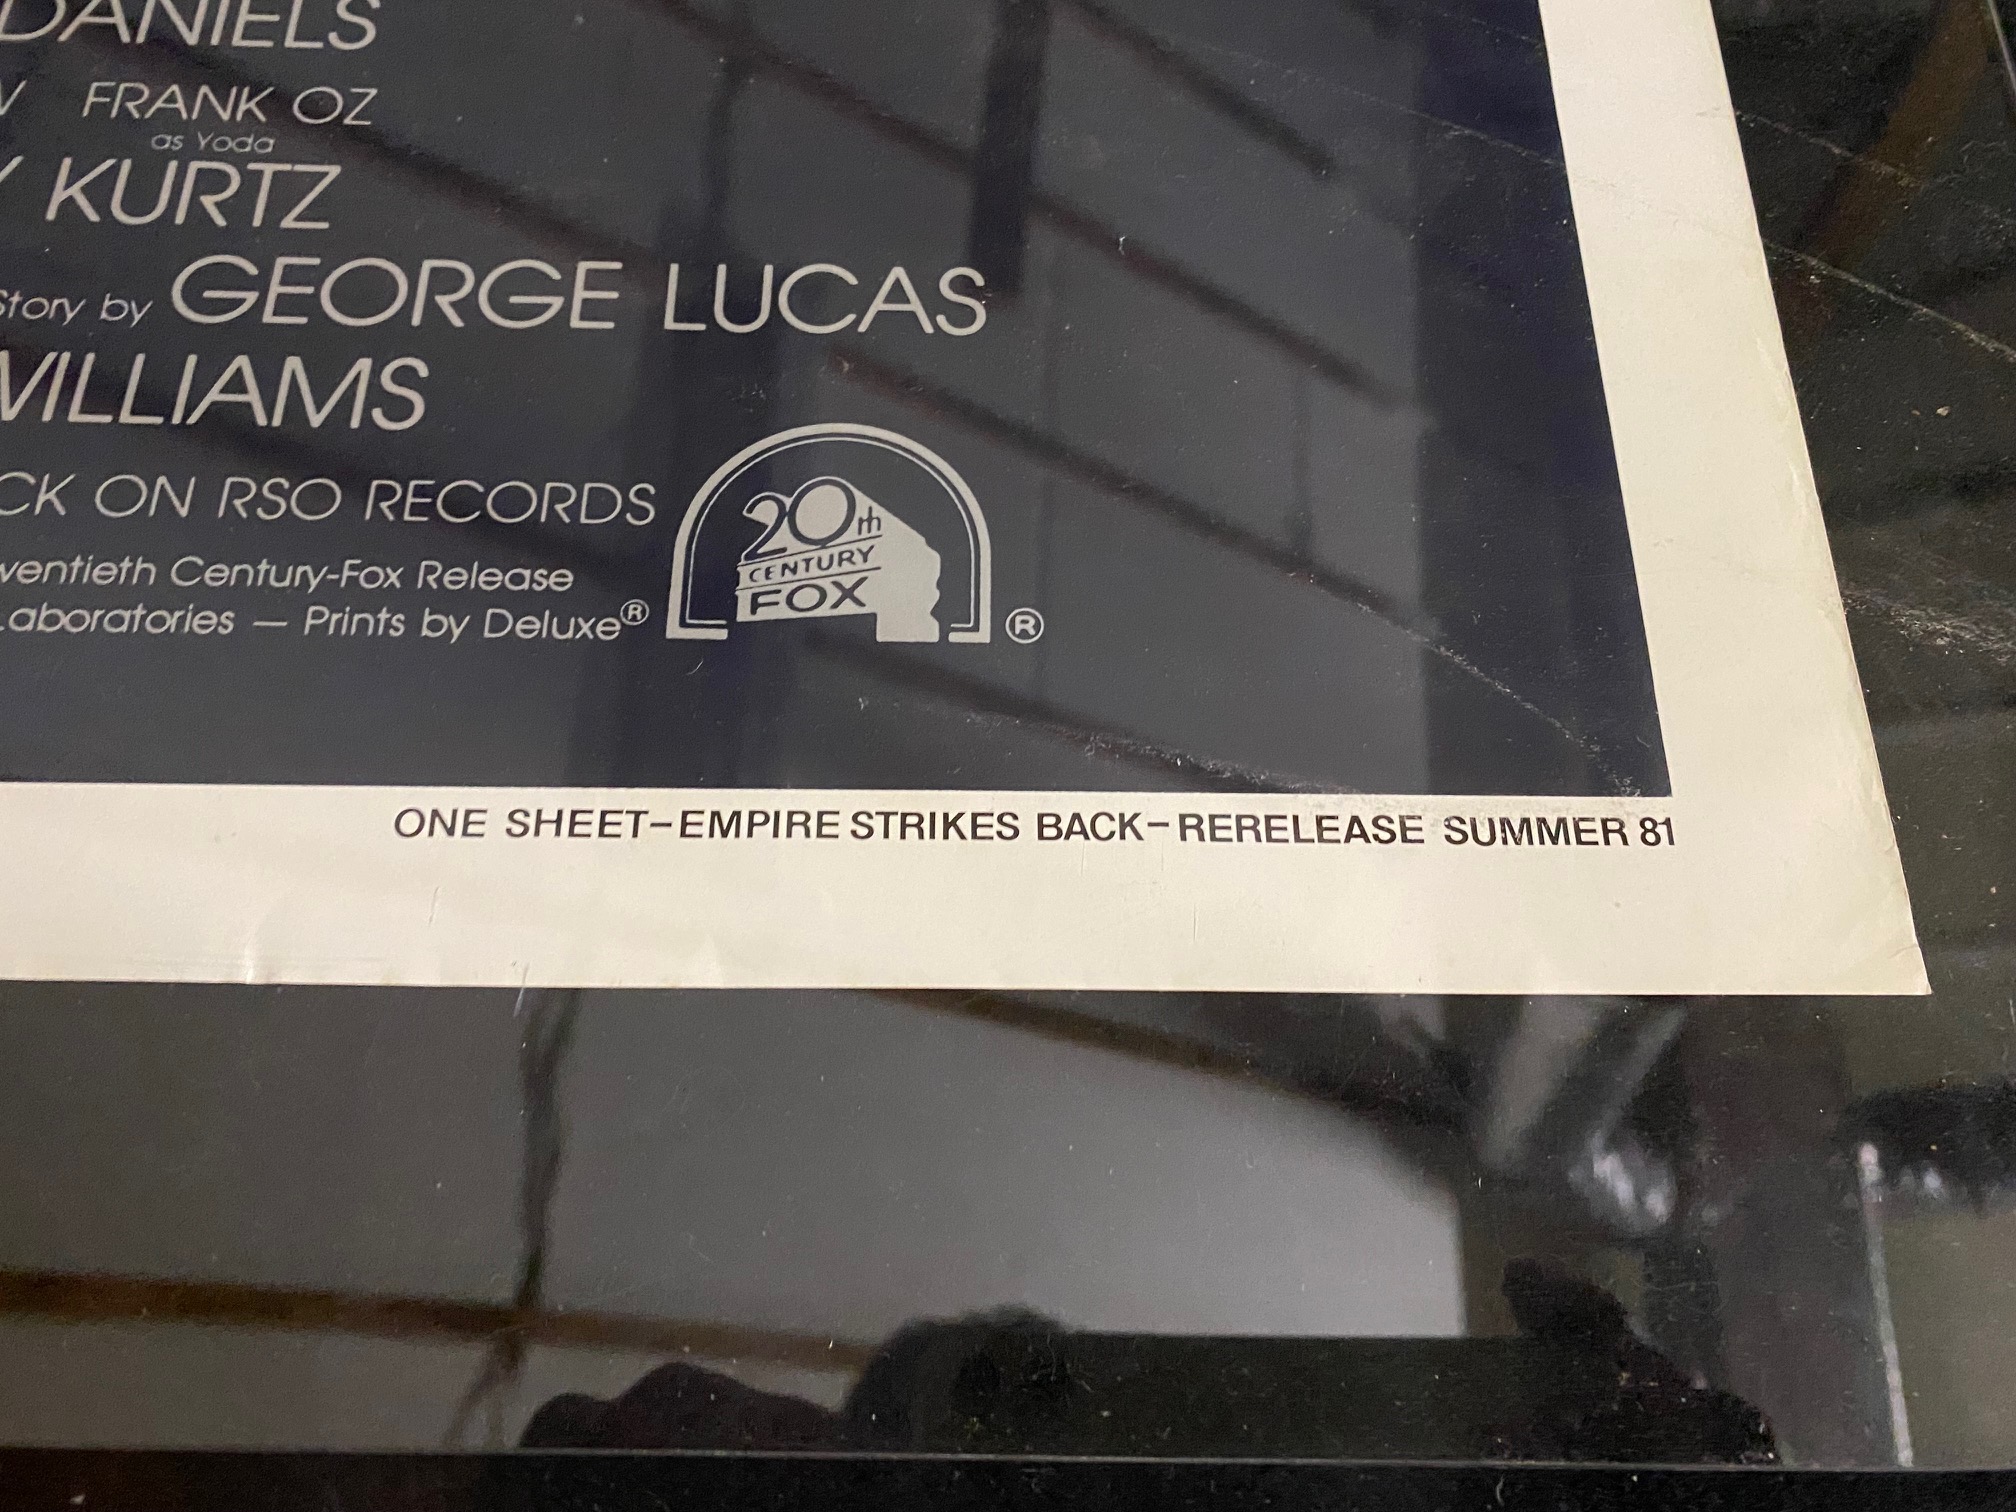 DANIELS
FRANK OZ
as Yoda
KURTZ
Story by GEORGE LUCAS
WILLIAMS
CK ON RSO RECORDS
wentieth Century-Fox Release
Laboratories — Prints by Deluxe®
20th
CENTURY
FOX
®
ONE SHEET-EMPIRE STRIKES BACK-RERELEASE SUMMER 81